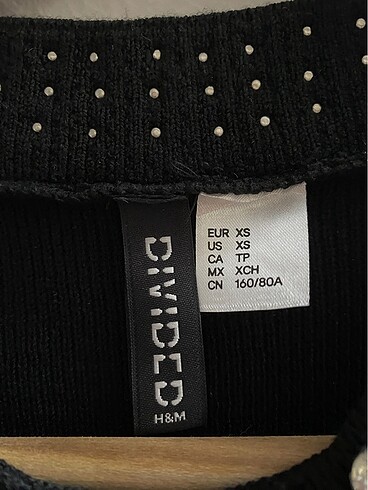 DIVIDED
H&M
EUR XS
US XS
CA TP
MX XCH
CN 160/80A